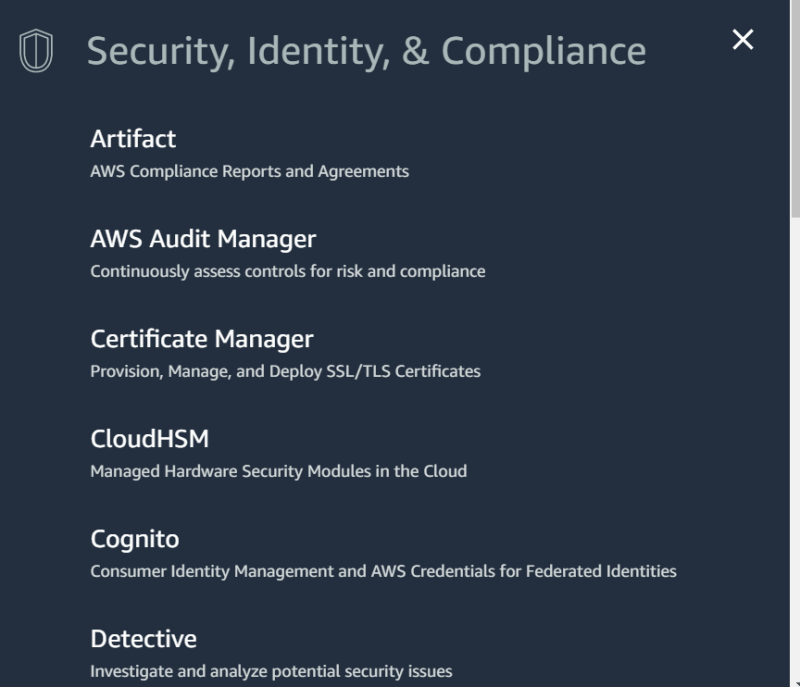 Security, Identity, & Compliance
Artifact
AWS Compliance Reports and Agreements
AWS Audit Manager
Continuously assess controls for risk and compliance
Certificate Manager
Provision, Manage, and Deploy SSL/TLS Certificates
CloudHSM
Managed Hardware Security Modules in the Cloud
Cognito
Consumer Identity Management and AWS Credentials for Federated Identities
Detective
Investigate and analyze potential security issues